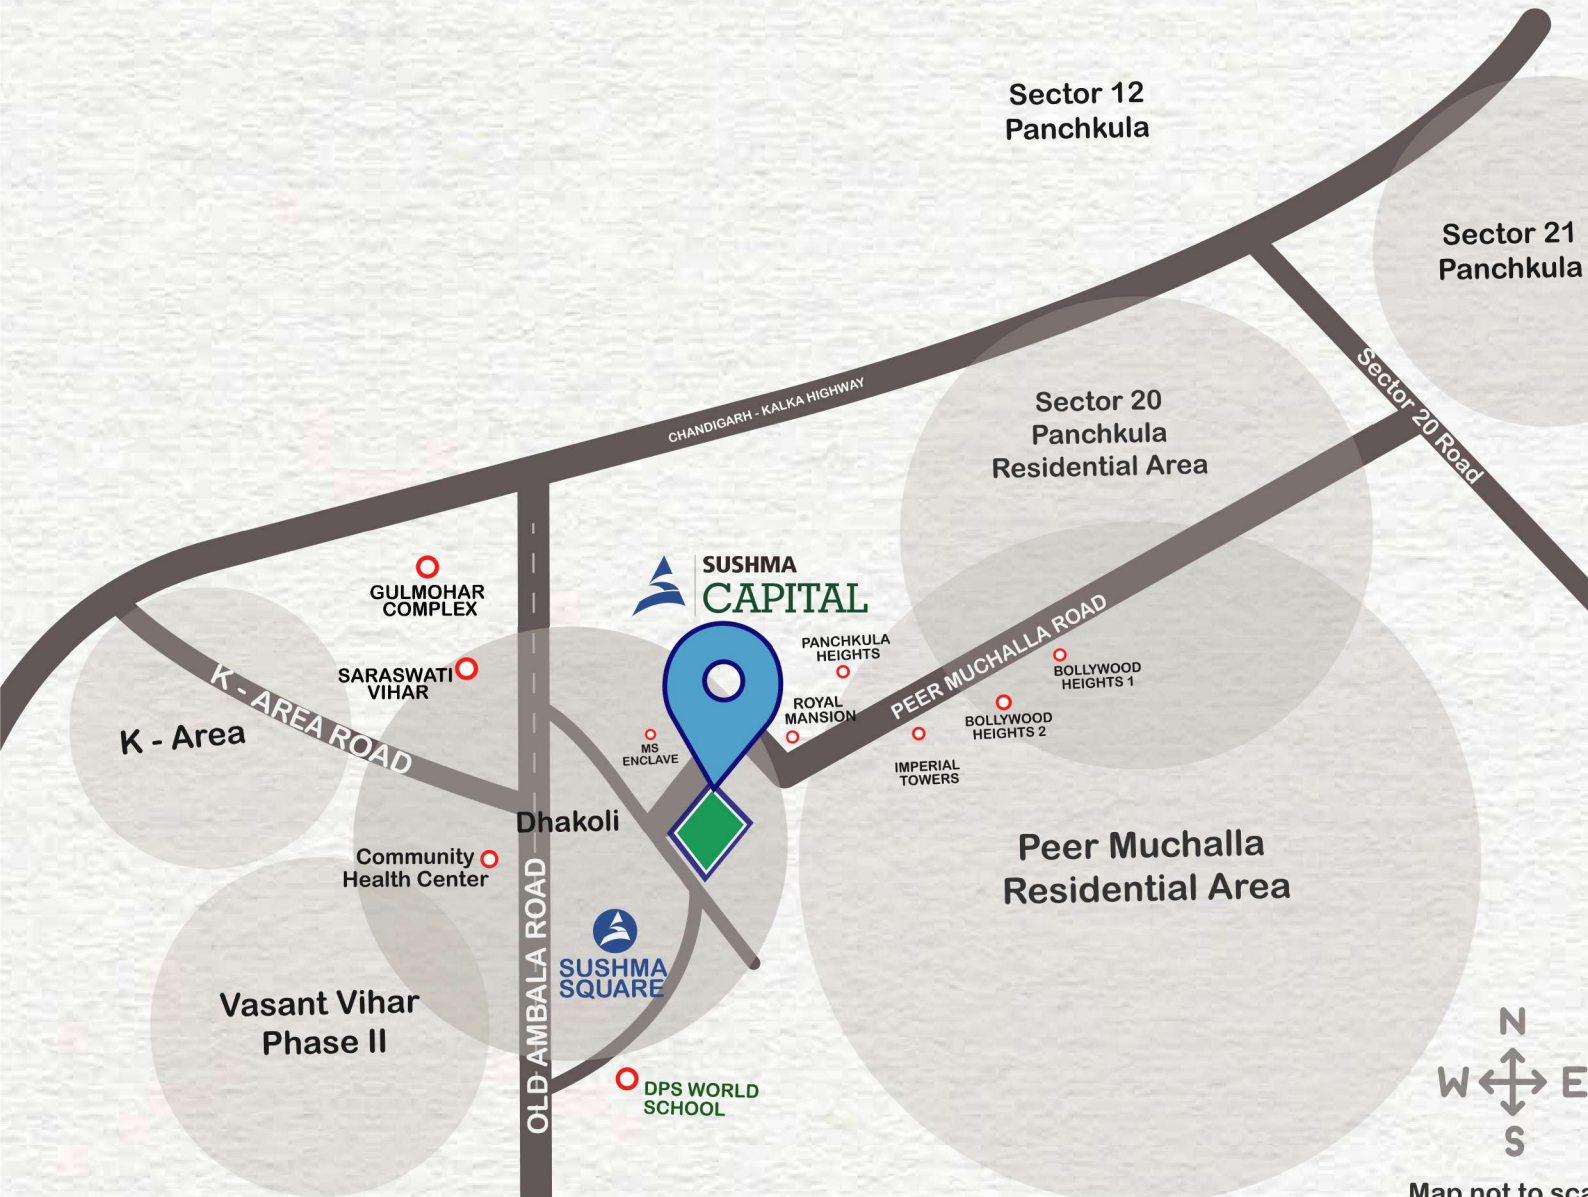 Sector 12
Panchkula
Sector 21
Panchkula
CHANDIGARH - KALKA HIGHWAY
Sector 20 Road
Sector 20
Panchkula
Residential Area
GULMOHAR
COMPLEX
SUSHMA
CAPITAL
SARASWATI
VIHAR
PANCHKULA
HEIGHTS
PEER MUCHALLA ROAD
BOLLYWOOD
HEIGHTS 1
K - AREA ROAD
K - Area
ROYAL
MANSION
BOLLYWOOD
HEIGHTS 2
MS
ENCLAVE
IMPERIAL
TOWERS
Dhakoli
Community
Health Center
OLD AMBALA ROAD
Peer Muchalla
Residential Area
SUSHMA
SQUARE
Vasant Vihar
Phase II
DPS WORLD
SCHOOL
N
W E
S
Map not to